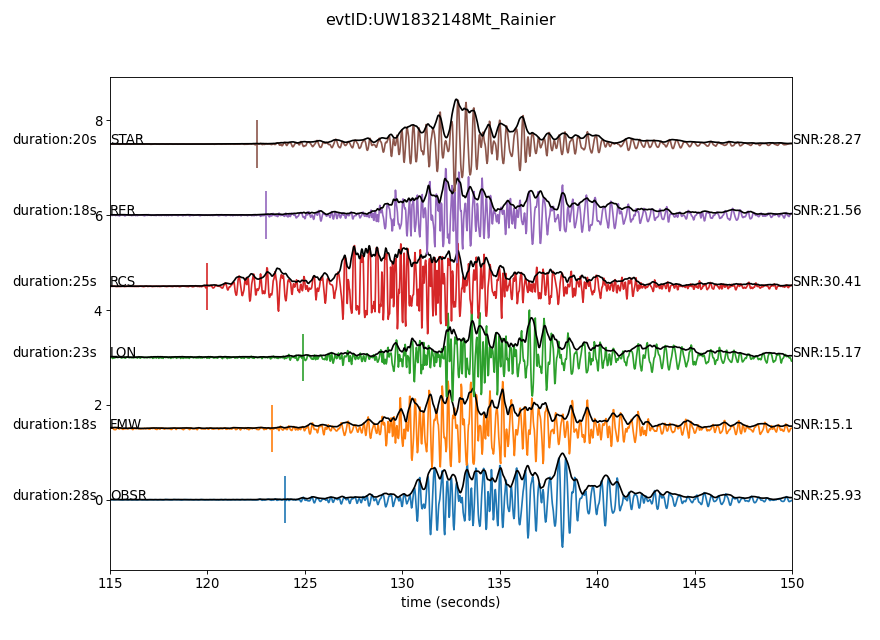 evtID:UW1832148Mt_Rainier
8
duration:20s STAR SNR:28.27
duration:18s RER SNR:21.56
6
duration:25s RCS SNR:30.41
4
duration:23s LON SNR:15.17
2
duration:18s FMW SNR:15.1
duration:28s OBSR SNR:25.93
0
115 120 125 130 135 140 145 150
time (seconds)